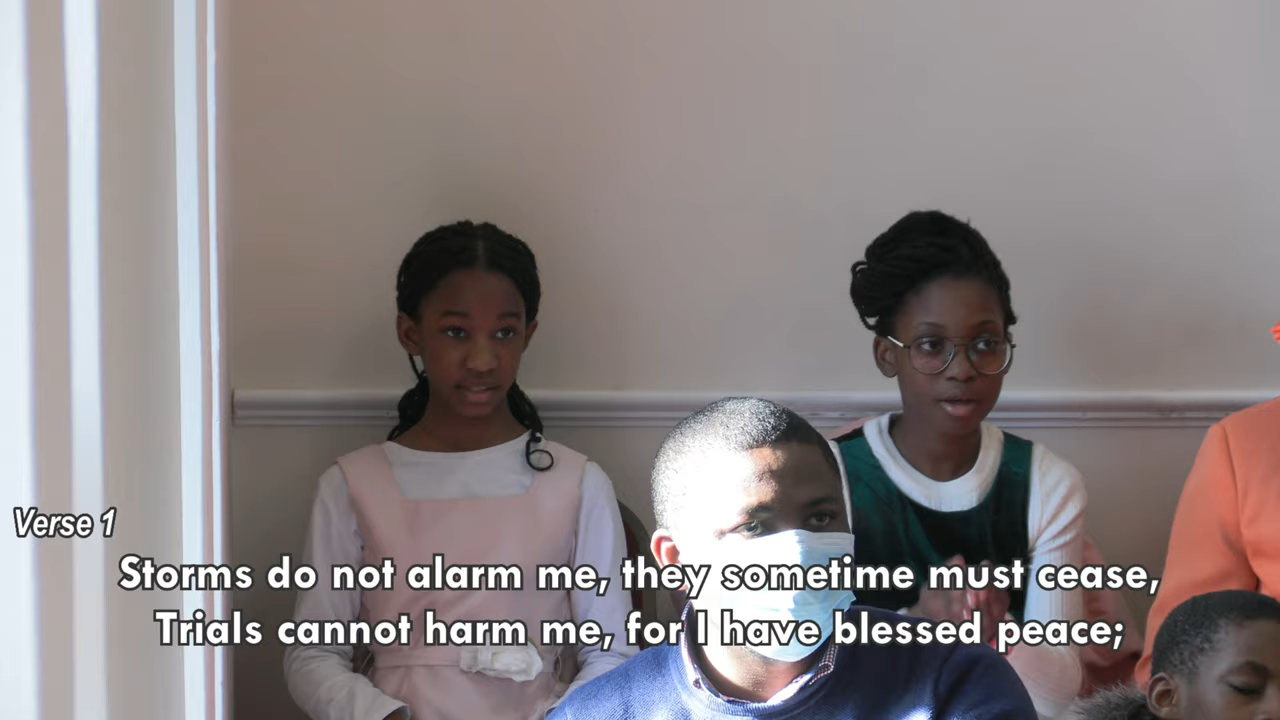 Verse 1
Storms do not alarm me, they sometime must cease,
Trials cannot harm me, for I have blessed peace;